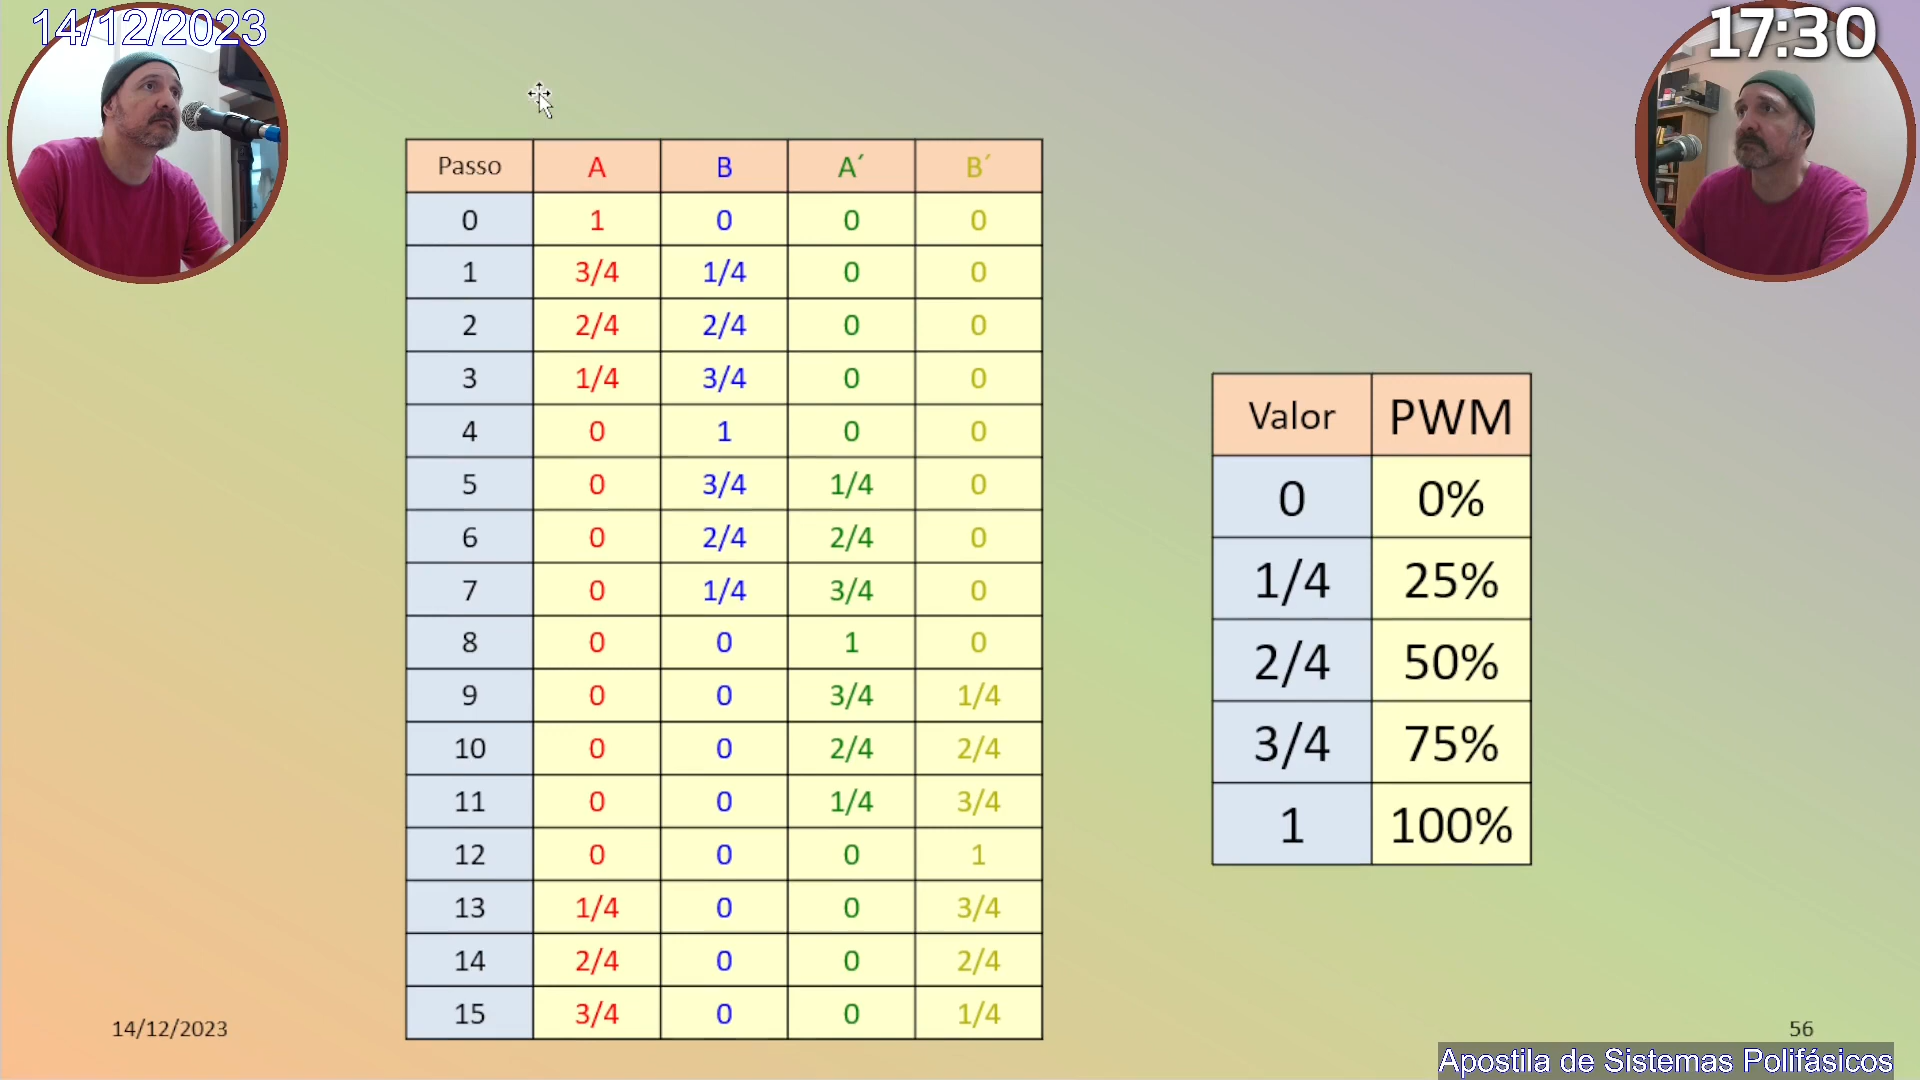 14/12/2023
17:30
Passo A B A´ B´
0 1 0 0 0
1 3/4 1/4 0 0
2 2/4 2/4 0 0
3 1/4 3/4 0 0
4 0 1 0 0
5 0 3/4 1/4 0
6 0 2/4 2/4 0
7 0 1/4 3/4 0
8 0 0 1 0
9 0 0 3/4 1/4
10 0 0 2/4 2/4
11 0 0 1/4 3/4
12 0 0 0 1
13 1/4 0 0 3/4
14 2/4 0 0 2/4
15 3/4 0 0 1/4
Valor PWM
0 0%
1/4 25%
2/4 50%
3/4 75%
1 100%
14/12/2023
56
Apostila de Sistemas Polifásicos